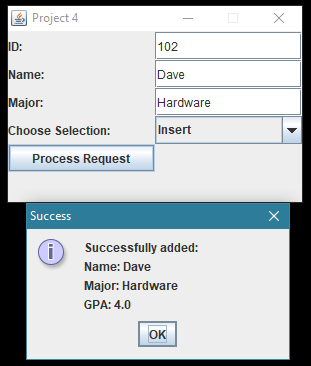 Project 4
ID: 102
Name: Dave
Major: Hardware
Choose Selection: Insert
Process Request
Success
Successfully added:
Name: Dave
Major: Hardware
GPA: 4.0
OK